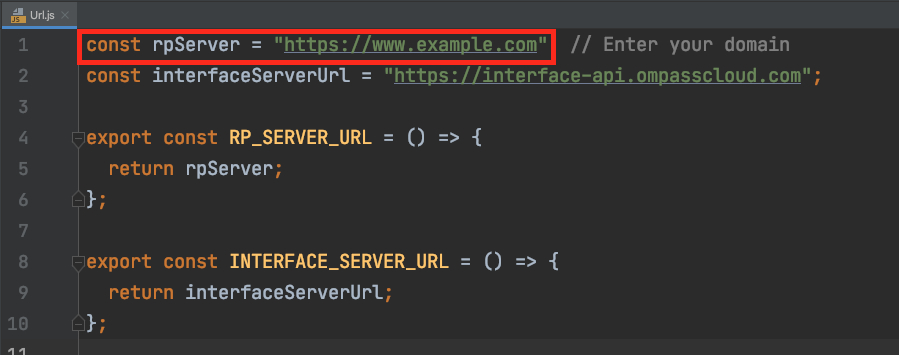 JS Url.js
1 const rpServer = "https://www.example.com" // Enter your domain
2 const interfaceServerUrl = "https://interface-api.ompasscloud.com";
3
4 export const RP_SERVER_URL = () => {
5 return rpServer;
6 };
7
8 export const INTERFACE_SERVER_URL = () => {
9 return interfaceServerUrl;
10 };
11